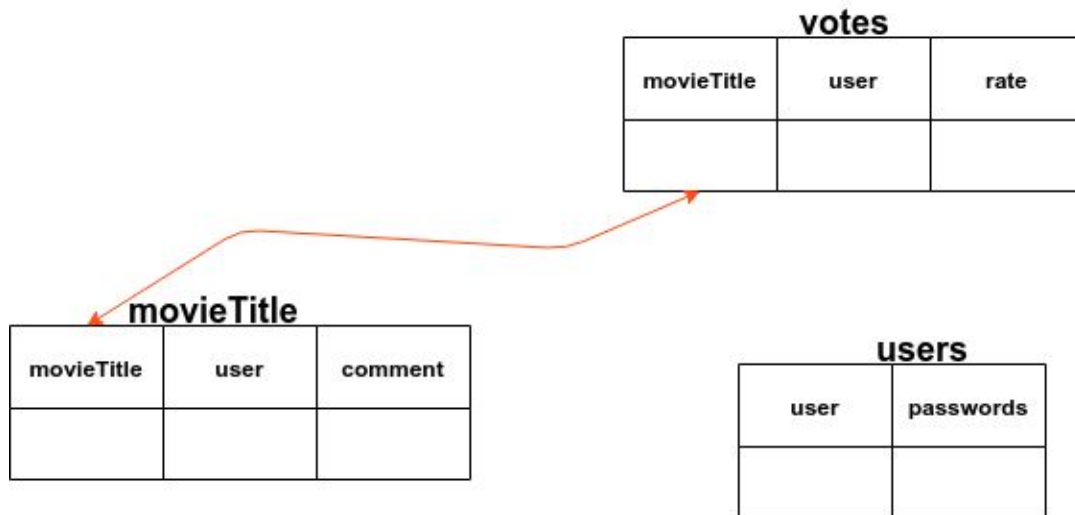 votes
movieTitle user rate
movieTitle
movieTitle user comment
users
user passwords